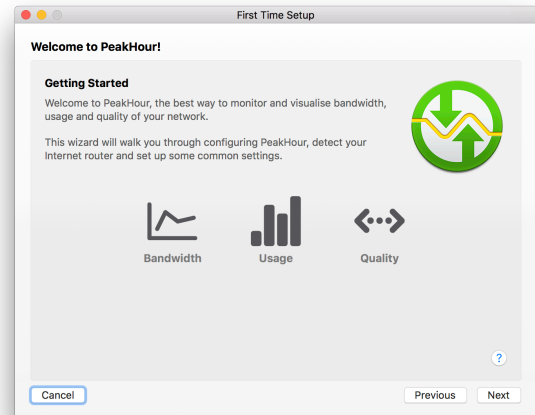 First Time Setup
Welcome to PeakHour!
Getting Started
Welcome to PeakHour, the best way to monitor and visualise bandwidth,
usage and quality of your network.
This wizard will walk you through configuring PeakHour, detect your
Internet router and set up some common settings.
Bandwidth Usage Quality
?
Cancel Previous Next